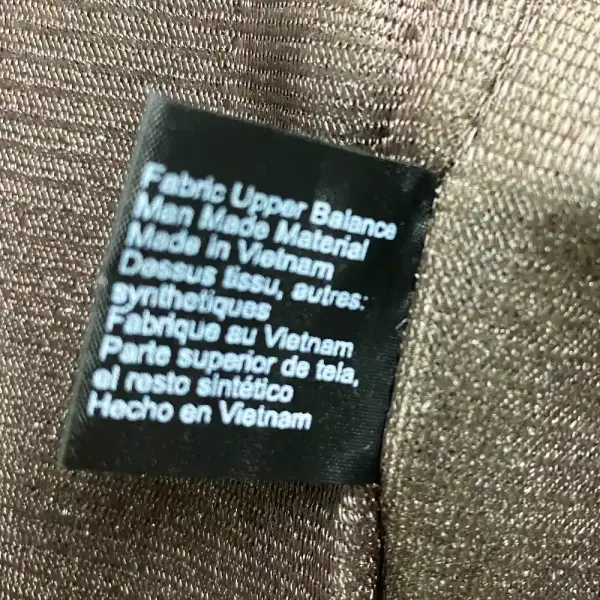 Fabric Upper Balance
Man Made Material
Made in Vietnam
Dessus tissu, autres:
synthetiques
Fabrique au Vietnam
Parte superior de tela,
el resto sintético
Hecho en Vietnam